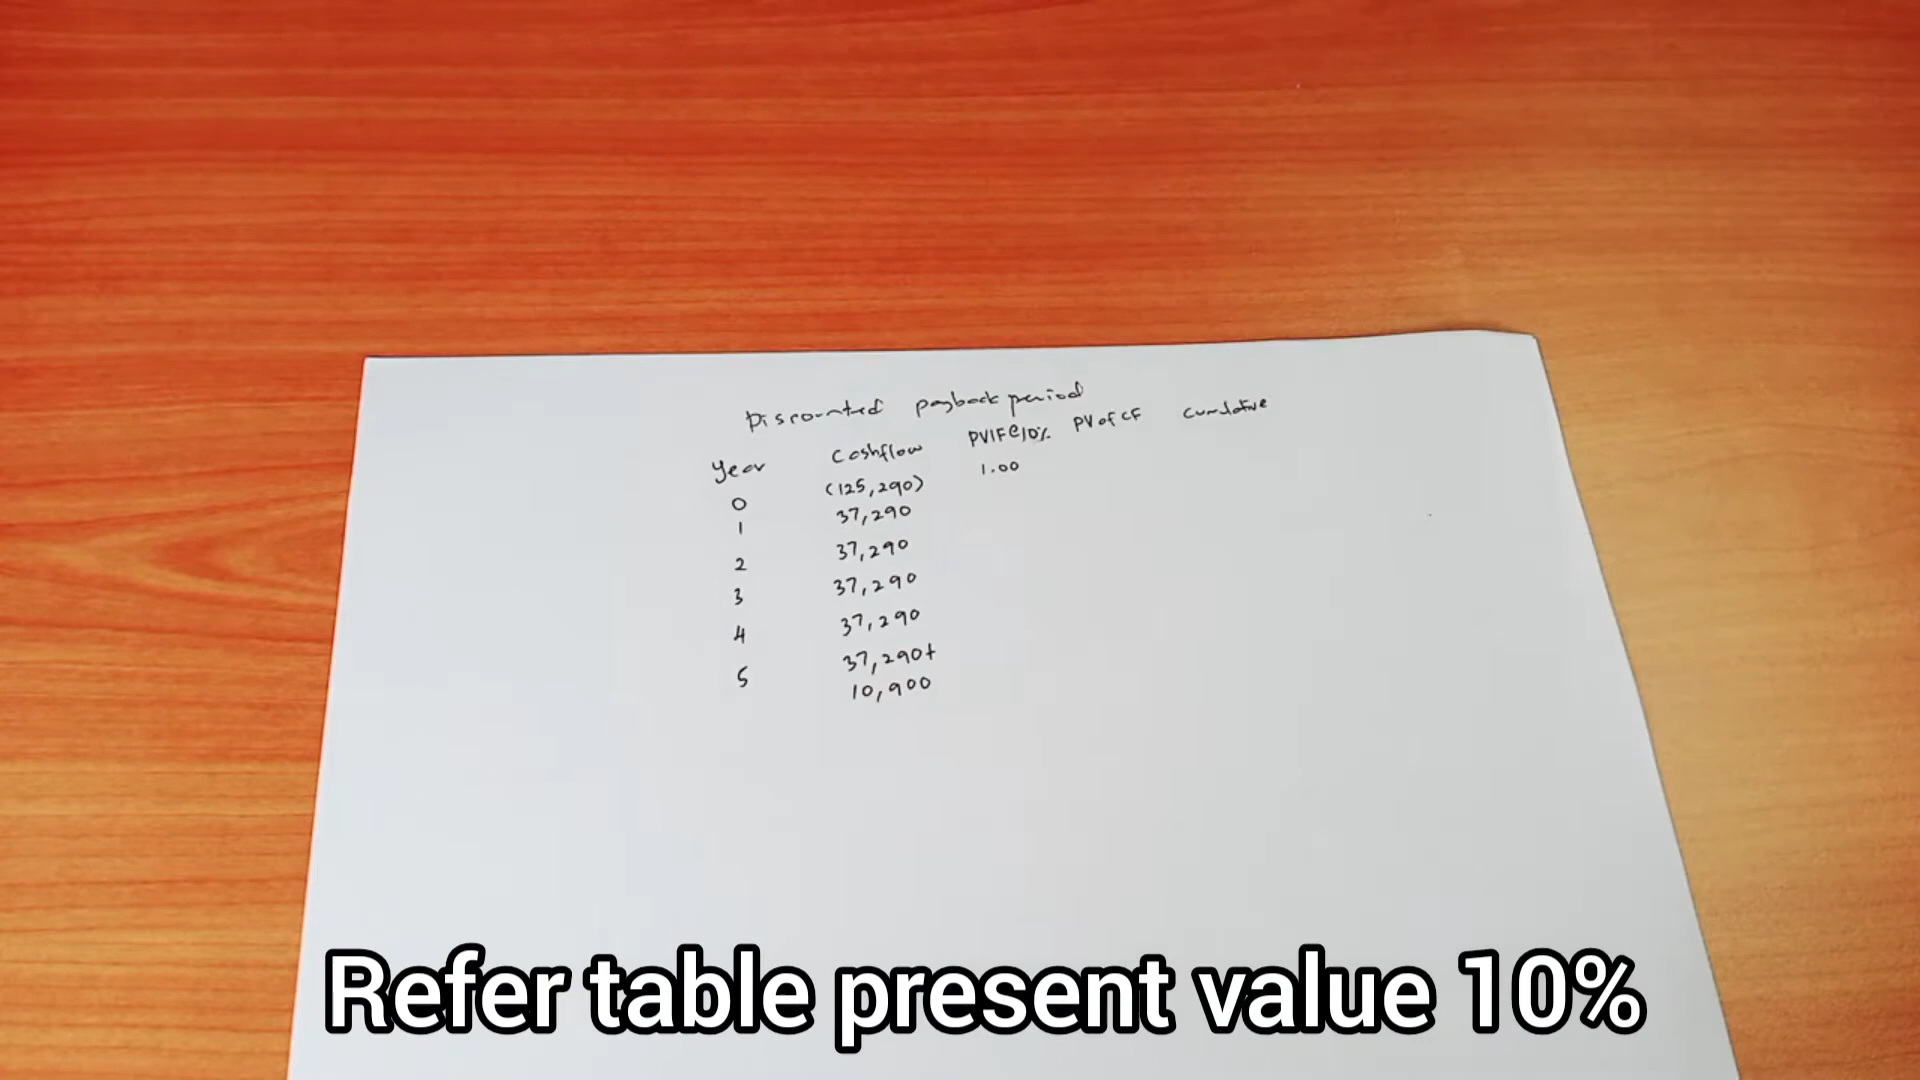 Discounted payback period
Year Cashflow PVIF@10% PV of CF Cumulative
0 (125,290) 1.00
1 37,290
2 37,290
3 37,290
4 37,290
5 37,290+
10,900
Refer table present value 10%